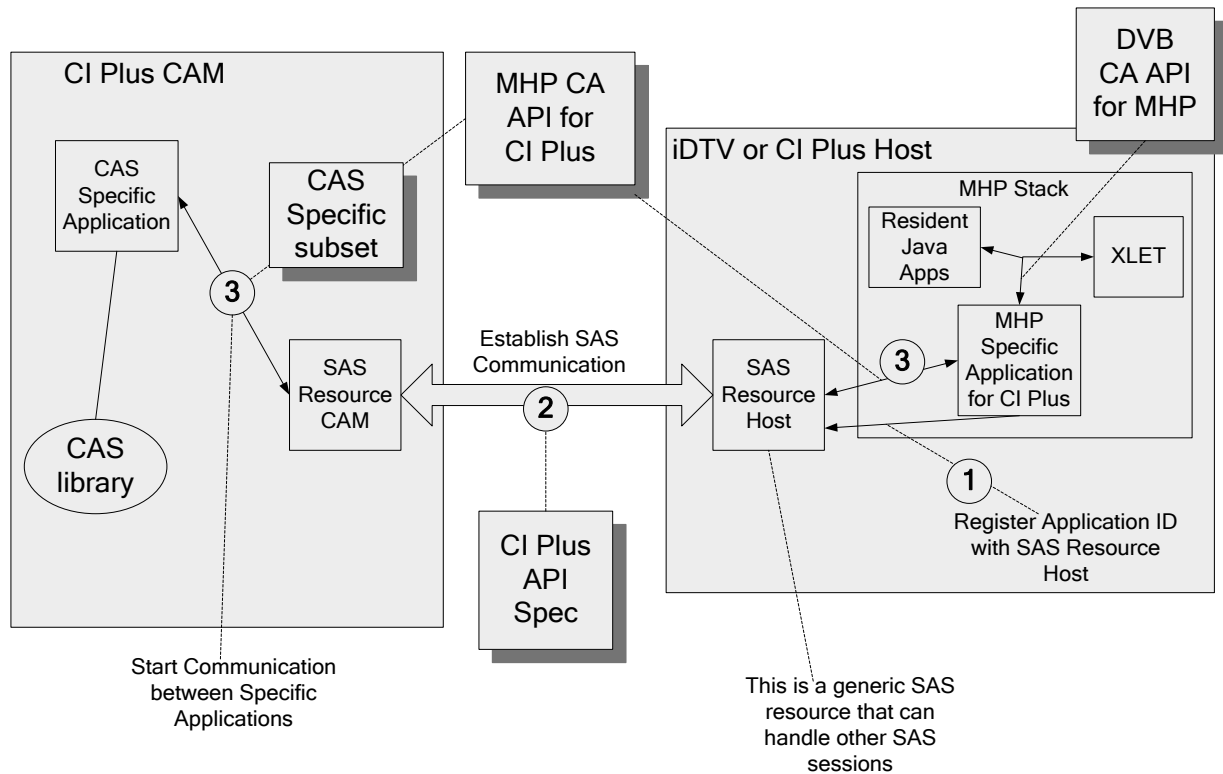 CI Plus CAM
CAS
Specific
Application
CAS
Specific
subset
3
SAS
Resource
CAM
CAS
library
Start Communication
between Specific
Applications
MHP CA
API for
CI Plus
Establish SAS
Communication
2
CI Plus
API
Spec
DVB
CA API
for MHP
iDTV or CI Plus Host
MHP Stack
Resident
Java
Apps
XLET
MHP
Specific
Application
for CI Plus
3
SAS
Resource
Host
1
Register Application ID
with SAS Resource
Host
This is a generic SAS
resource that can
handle other SAS
sessions